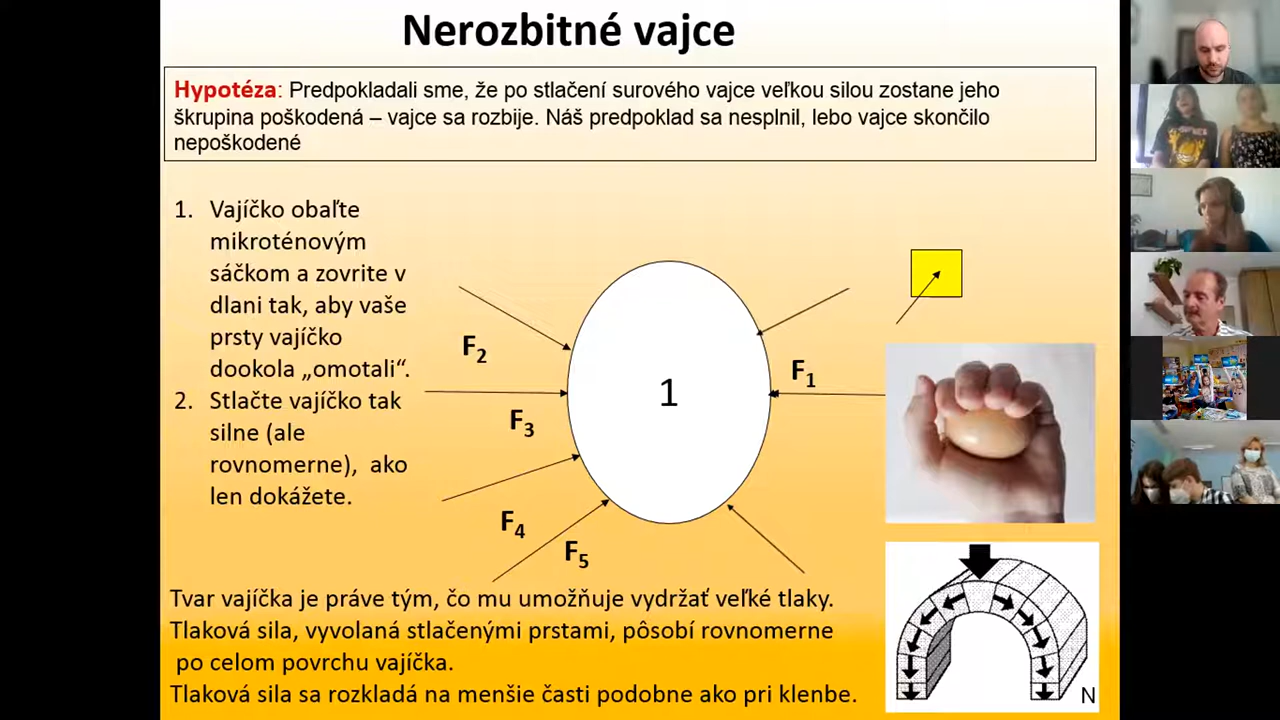 Nerozbitné vajce
Hypotéza: Predpokladali sme, že po stlačení surového vajce veľkou silou zostane jeho
škrupina poškodená – vajce sa rozbije. Náš predpoklad sa nesplnil, lebo vajce skončilo
nepoškodené
1. Vajíčko obaľte
mikroténovým
sáčkom a zovrite v
dlani tak, aby vaše
prsty vajíčko
dookola „omotali“.
2. Stlačte vajíčko tak
silne (ale
rovnomerne), ako
len dokážete.
F2
F3
F4
F5
1
F1
N
Tvar vajíčka je práve tým, čo mu umožňuje vydržať veľké tlaky.
Tlaková sila, vyvolaná stlačenými prstami, pôsobí rovnomerne
po celom povrchu vajíčka.
Tlaková sila sa rozkladá na menšie časti podobne ako pri klenbe.